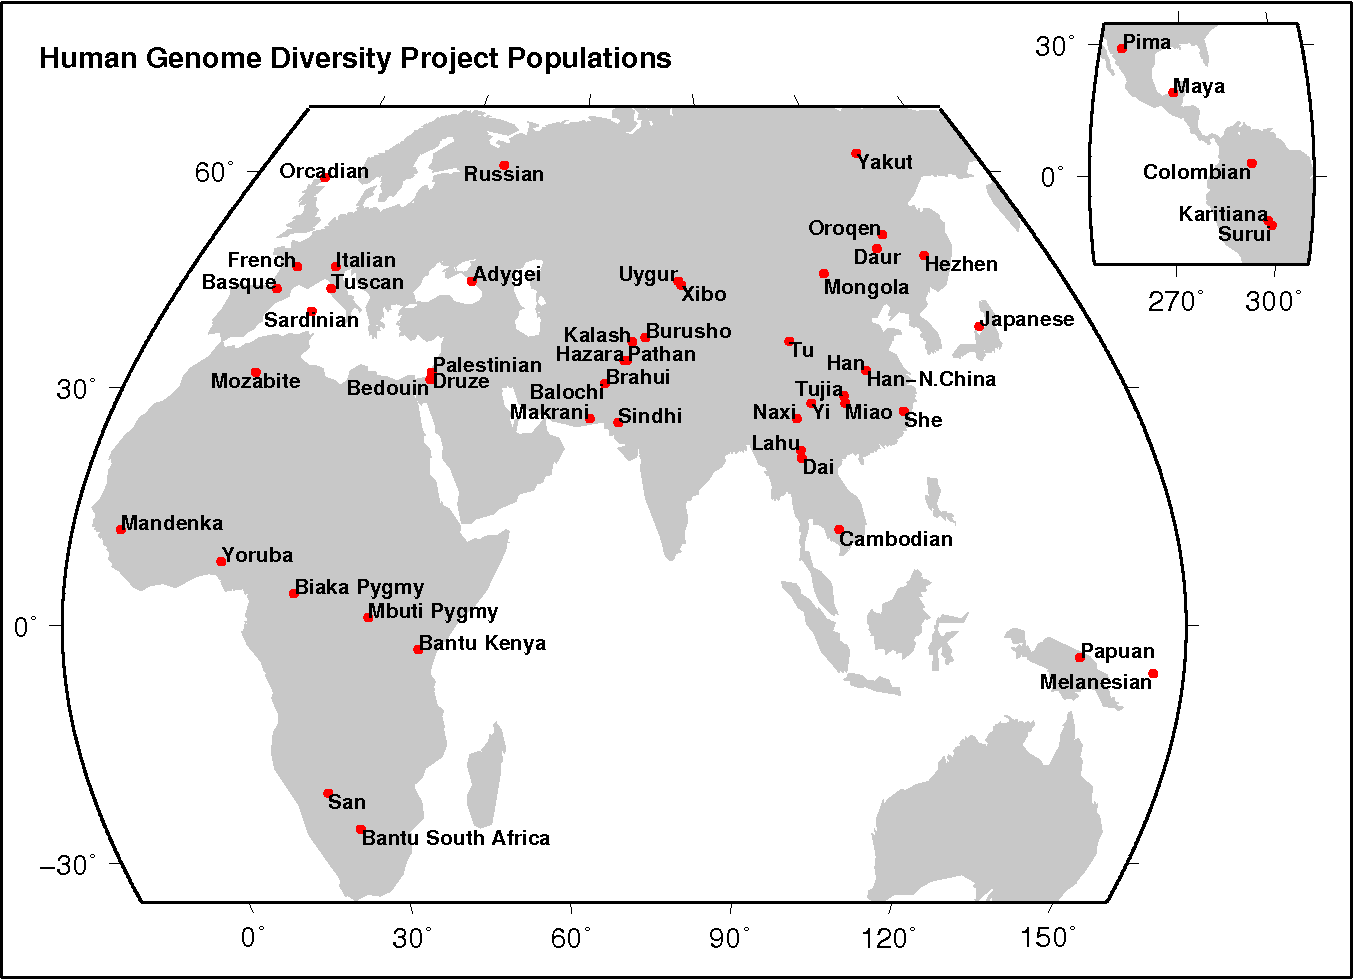 Human Genome Diversity Project Populations
30°
Pima
Maya
0°
Colombian
Karitiana
Surui
270°
300°
60°
Orcadian
Russian
Yakut
Oroqen
Daur
Hezhen
Mongola
French
Italian
Basque
Tuscan
Sardinian
Adygei
Uygur
Xibo
Japanese
Kalash
Burusho
Hazara
Pathan
Tu
Han
Han-N.China
30°
Mozabite
Palestinian
Bedouin
Druze
Balochi
Brahui
Makrani
Sindhi
Tujia
Naxi
Yi
Miao
She
Lahu
Dai
Mandenka
Yoruba
Cambodian
Biaka Pygmy
Mbuti Pygmy
0°
Bantu Kenya
Papuan
Melanesian
San
Bantu South Africa
−30°
0°
30°
60°
90°
120°
150°